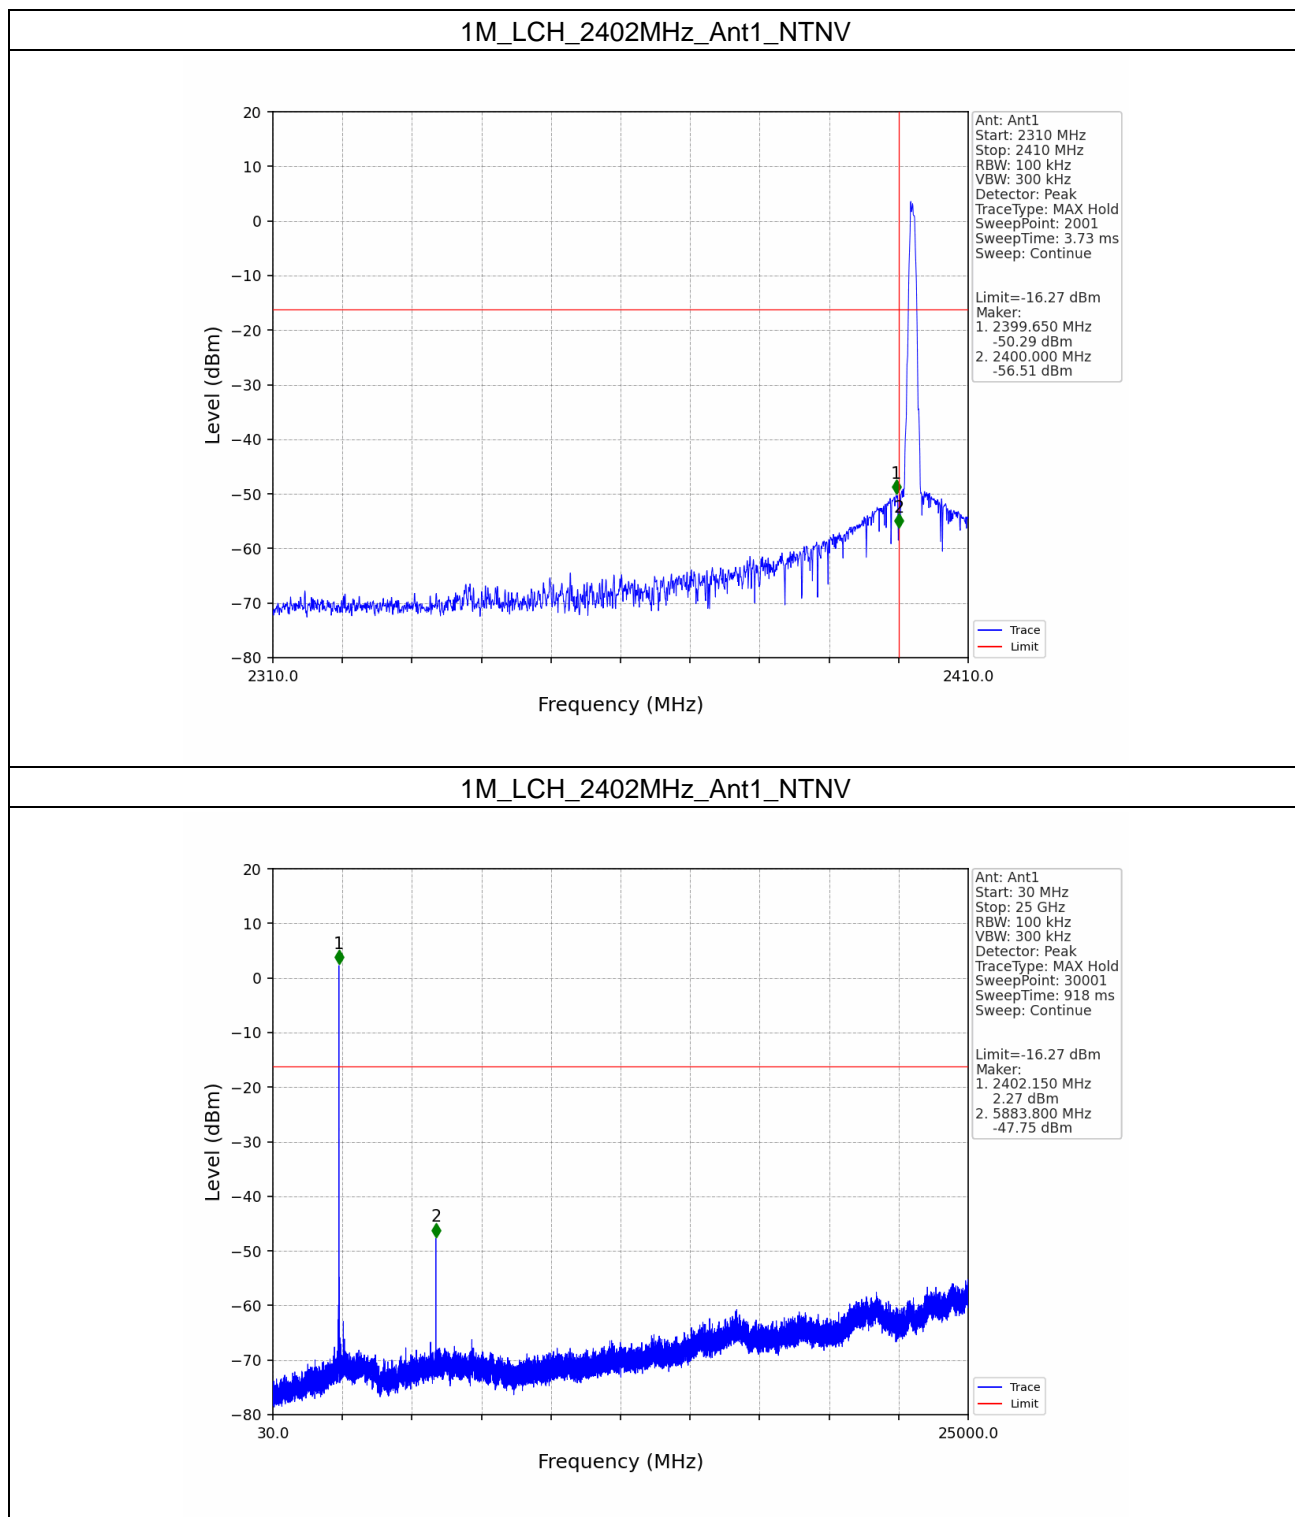 1M_LCH_2402MHz_Ant1_NTNV
20
10
0
−10
−20
−30
−40
−50
−60
−70
−80
Level (dBm)
1
2
2310.0
2410.0
Frequency (MHz)
Ant: Ant1
Start: 2310 MHz
Stop: 2410 MHz
RBW: 100 kHz
VBW: 300 kHz
Detector: Peak
TraceType: MAX Hold
SweepPoint: 2001
SweepTime: 3.73 ms
Sweep: Continue
Limit=-16.27 dBm
Maker:
1. 2399.650 MHz
-50.29 dBm
2. 2400.000 MHz
-56.51 dBm
Trace
Limit
1M_LCH_2402MHz_Ant1_NTNV
20
10
0
−10
−20
−30
−40
−50
−60
−70
−80
Level (dBm)
1
2
30.0
25000.0
Frequency (MHz)
Ant: Ant1
Start: 30 MHz
Stop: 25 GHz
RBW: 100 kHz
VBW: 300 kHz
Detector: Peak
TraceType: MAX Hold
SweepPoint: 30001
SweepTime: 918 ms
Sweep: Continue
Limit=-16.27 dBm
Maker:
1. 2402.150 MHz
2.27 dBm
2. 5883.800 MHz
-47.75 dBm
Trace
Limit